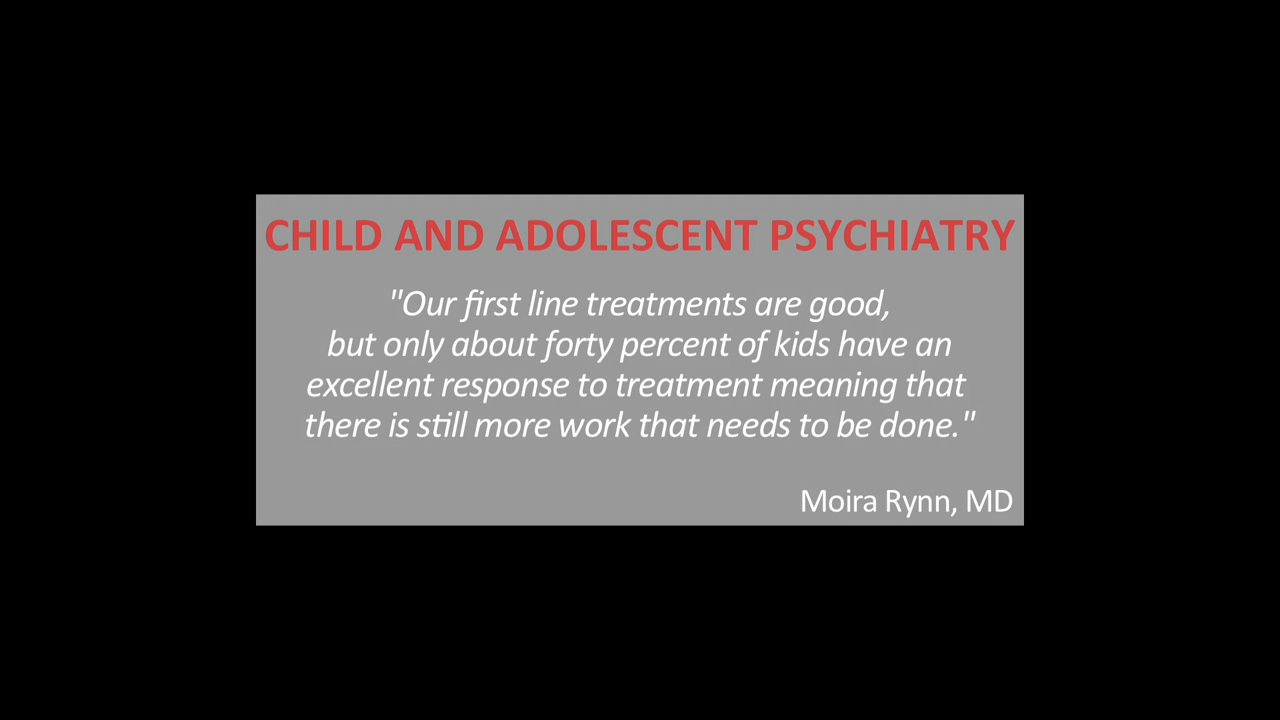 CHILD AND ADOLESCENT PSYCHIATRY
"Our first line treatments are good,
but only about forty percent of kids have an
excellent response to treatment meaning that
there is still more work that needs to be done."
Moira Rynn, MD